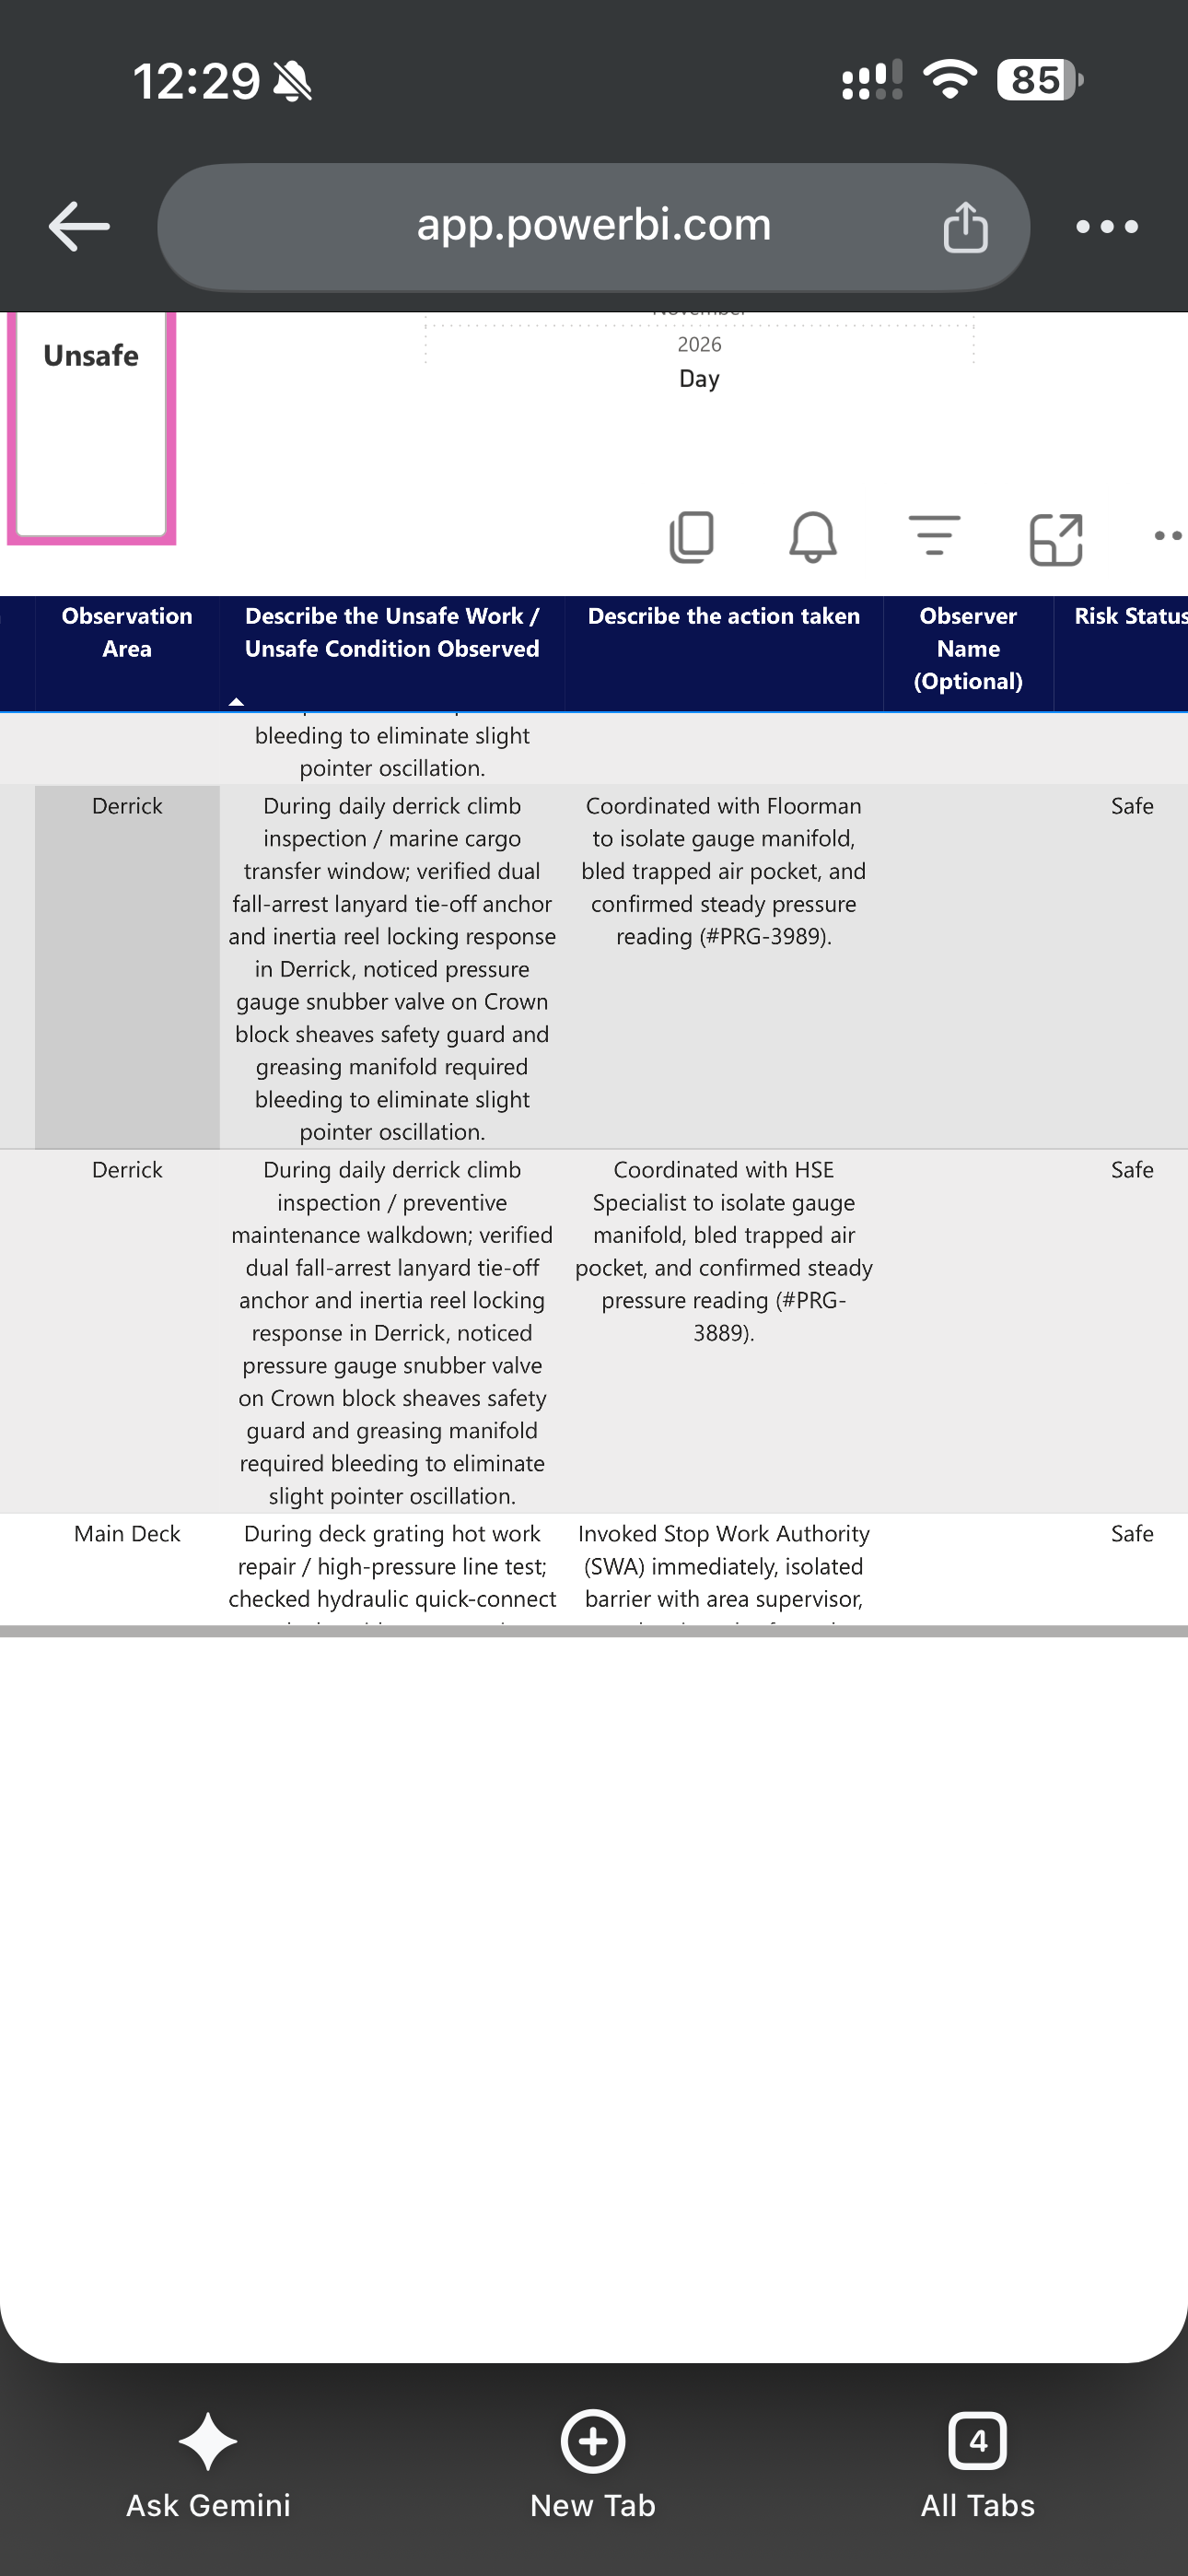 12:29
85
app.powerbi.com
Unsafe
November
2026
Day
Observation
Area
Describe the Unsafe Work /
Unsafe Condition Observed
Describe the action taken
Observer
Name
(Optional)
Risk Status
bleeding to eliminate slight
pointer oscillation.
Derrick
During daily derrick climb
inspection / marine cargo
transfer window; verified dual
fall-arrest lanyard tie-off anchor
and inertia reel locking response
in Derrick, noticed pressure
gauge snubber valve on Crown
block sheaves safety guard and
greasing manifold required
bleeding to eliminate slight
pointer oscillation.
Coordinated with Floorman
to isolate gauge manifold,
bled trapped air pocket, and
confirmed steady pressure
reading (#PRG-3989).
Safe
Derrick
During daily derrick climb
inspection / preventive
maintenance walkdown; verified
dual fall-arrest lanyard tie-off
anchor and inertia reel locking
response in Derrick, noticed
pressure gauge snubber valve
on Crown block sheaves safety
guard and greasing manifold
required bleeding to eliminate
slight pointer oscillation.
Coordinated with HSE
Specialist to isolate gauge
manifold, bled trapped air
pocket, and confirmed steady
pressure reading (#PRG-
3889).
Safe
Main Deck
During deck grating hot work
repair / high-pressure line test;
checked hydraulic quick-connect
Invoked Stop Work Authority
(SWA) immediately, isolated
barrier with area supervisor,
Safe
Ask Gemini
New Tab
4
All Tabs